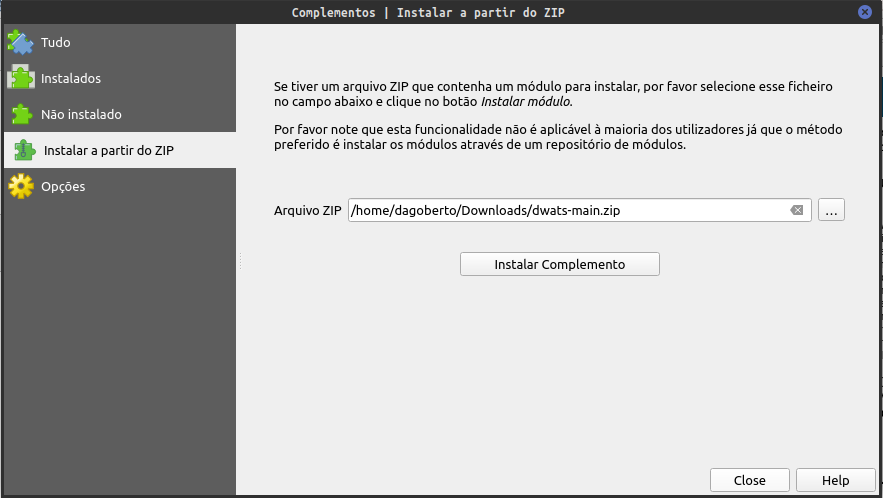 Complementos | Instalar a partir do ZIP
Tudo
Instalados
Não instalado
Instalar a partir do ZIP
Opções
Se tiver um arquivo ZIP que contenha um módulo para instalar, por favor selecione esse ficheiro
no campo abaixo e clique no botão Instalar módulo.
Por favor note que esta funcionalidade não é aplicável à maioria dos utilizadores já que o método
preferido é instalar os módulos através de um repositório de módulos.
Arquivo ZIP /home/dagoberto/Downloads/dwats-main.zip ...
Instalar Complemento
Close Help